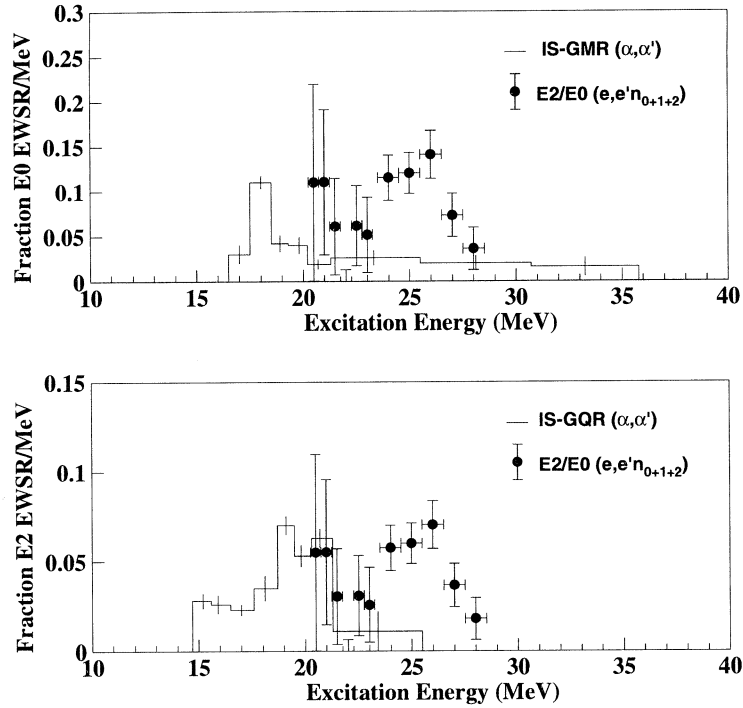 0.3
0.25
0.2
0.15
0.1
0.05
0
Fraction E0 EWSR/MeV
IS-GMR (α,α')
E2/E0 (e,e'n0+1+2)
10 15 20 25 30 35 40
Excitation Energy (MeV)
0.15
0.1
0.05
0
Fraction E2 EWSR/MeV
IS-GQR (α,α')
E2/E0 (e,e'n0+1+2)
10 15 20 25 30 35 40
Excitation Energy (MeV)